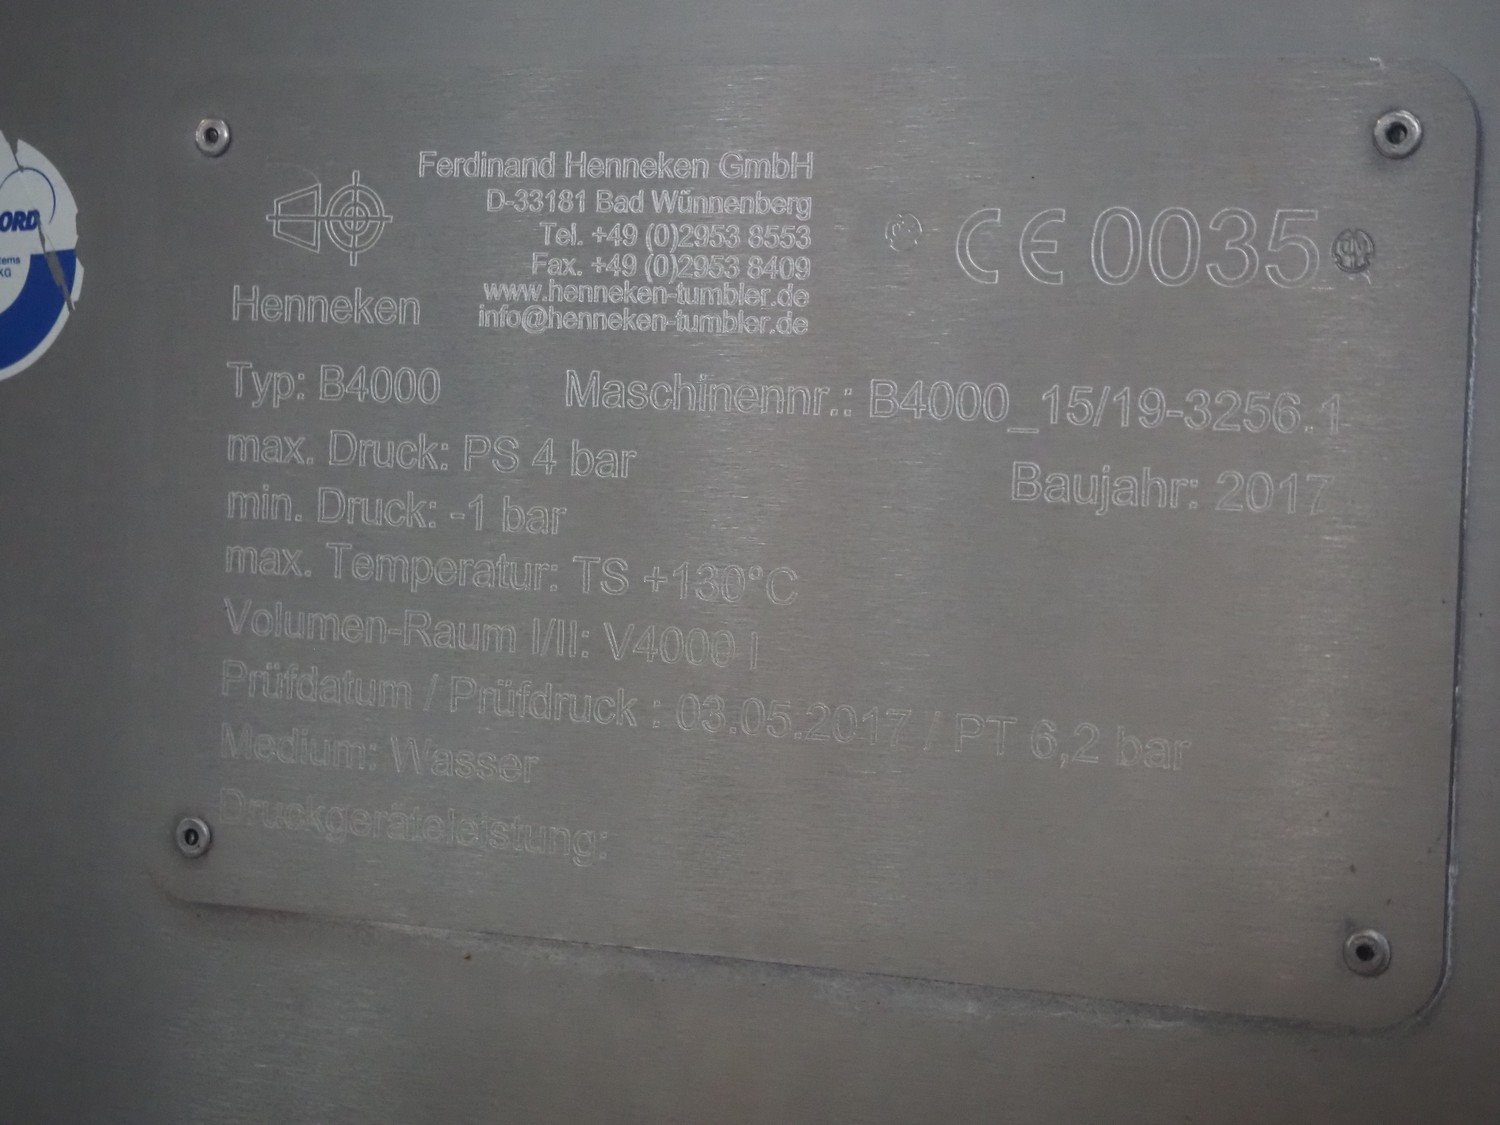 Ferdinand Henneken GmbH
D-33181 Bad Wünnenberg
Tel. +49 (0)2953 8553
Fax. +49 (0)2953 8409
www.henneken-tumbler.de
info@henneken-tumbler.de
Henneken
CE 0035
Typ: B4000 Maschinennr.: B4000_15/19-3256.1
max. Druck: PS 4 bar
Baujahr: 2017
min. Druck: -1 bar
max. Temperatur: TS +130°C
Volumen-Raum I/II: V4000 l
Prüfdatum / Prüfdruck : 03.05.2017 / PT 6,2 bar
Medium: Wasser
Druckgeräteleistung:
ORD
tems
KG